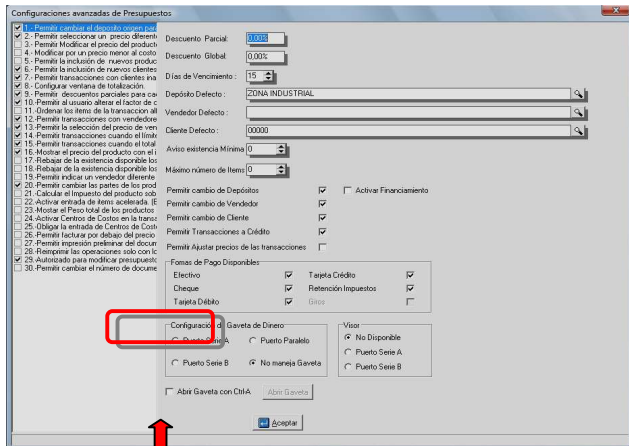 Configuraciones avanzadas de Presupuestos
1.- Permitir cambiar el deposito origen para
2.- Permitir seleccionar un precio diferent
3.- Permitir Modificar el precio del product
4.- Modificar por un precio menor al costo
5.- Permitir la inclusión de nuevos produc
6.- Permitir la inclusión de nuevos clientes
7.- Permitir transacciones con clientes ina
8.- Configurar ventana de totalización.
9.- Permitir descuentos parciales para ca
10.-Permitir al usuario alterar el factor de c
11.-Ordenar los items de la transaccion al
12.-Permitir transacciones con vendedore
13.-Permitir la selección del precio de ven
14.-Permitir transacciones cuando el límite
15.-Permitir transacciones cuando el total
16.-Mostrar el precio del producto con el i
17.-Rebajar de la existencia disponible los
18.-Rebajar de la existencia disponible los
19.-Permitir indicar un vendedor diferente
20.-Permitir cambiar las partes de los prod
21.-Calcular el Impuesto del producto sob
22.-Activar entrada de items acelerada. (E
23.-Mostar el Peso total de los productos
24.-Activar Centros de Costos en la transa
25.-Obligar la entrada de Centros de Cost
26.-Permitir facturar por debajo del precio
27.-Permitir impresión preliminar del docum
28.-Reimprimir las operaciones solo con lo
29.-Autorizado para modificar presupuesto
30.-Permitir cambiar el número de docume
Descuento Parcial: 0,00%
Descuento Global: 0,00%
Días de Vencimiento : 15
Depósito Defecto : ZONA INDUSTRIAL
Vendedor Defecto :
Cliente Defecto : 00000
Aviso existencia Mínima 0
Máximo número de Items 0
Permitir cambio de Depósitos Activar Financiamiento
Permitir cambio de Vendedor
Permitir cambio de Cliente
Permitir Transacciones a Crédito
Permitir Ajustar precios de las transacciones
Fomas de Pago Disponibles
Efectivo Tarjeta Crédito
Cheque Retención Impuestos
Tarjeta Débito Giros
Configuración de Gaveta de Dinero Visor
Puerto Serie A Puerto Paralelo No Disponible
Puerto Serie A
Puerto Serie B No maneja Gaveta Puerto Serie B
Abrir Gaveta con Ctrl-A Abrir Gaveta
Aceptar